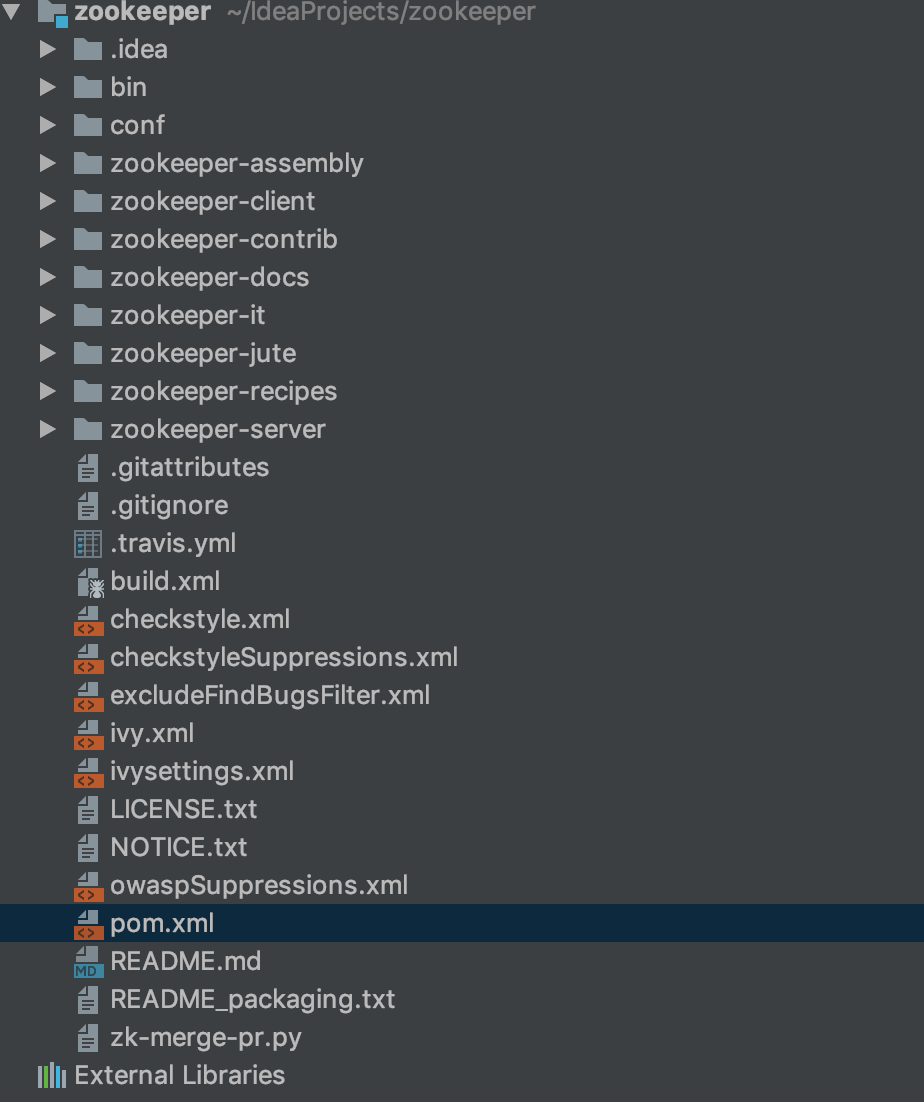 zookeeper ~/IdeaProjects/zookeeper
.idea
bin
conf
zookeeper-assembly
zookeeper-client
zookeeper-contrib
zookeeper-docs
zookeeper-it
zookeeper-jute
zookeeper-recipes
zookeeper-server
.gitattributes
.gitignore
.travis.yml
build.xml
checkstyle.xml
checkstyleSuppressions.xml
excludeFindBugsFilter.xml
ivy.xml
ivysettings.xml
LICENSE.txt
NOTICE.txt
owaspSuppressions.xml
pom.xml
MD README.md
README_packaging.txt
zk-merge-pr.py
External Libraries